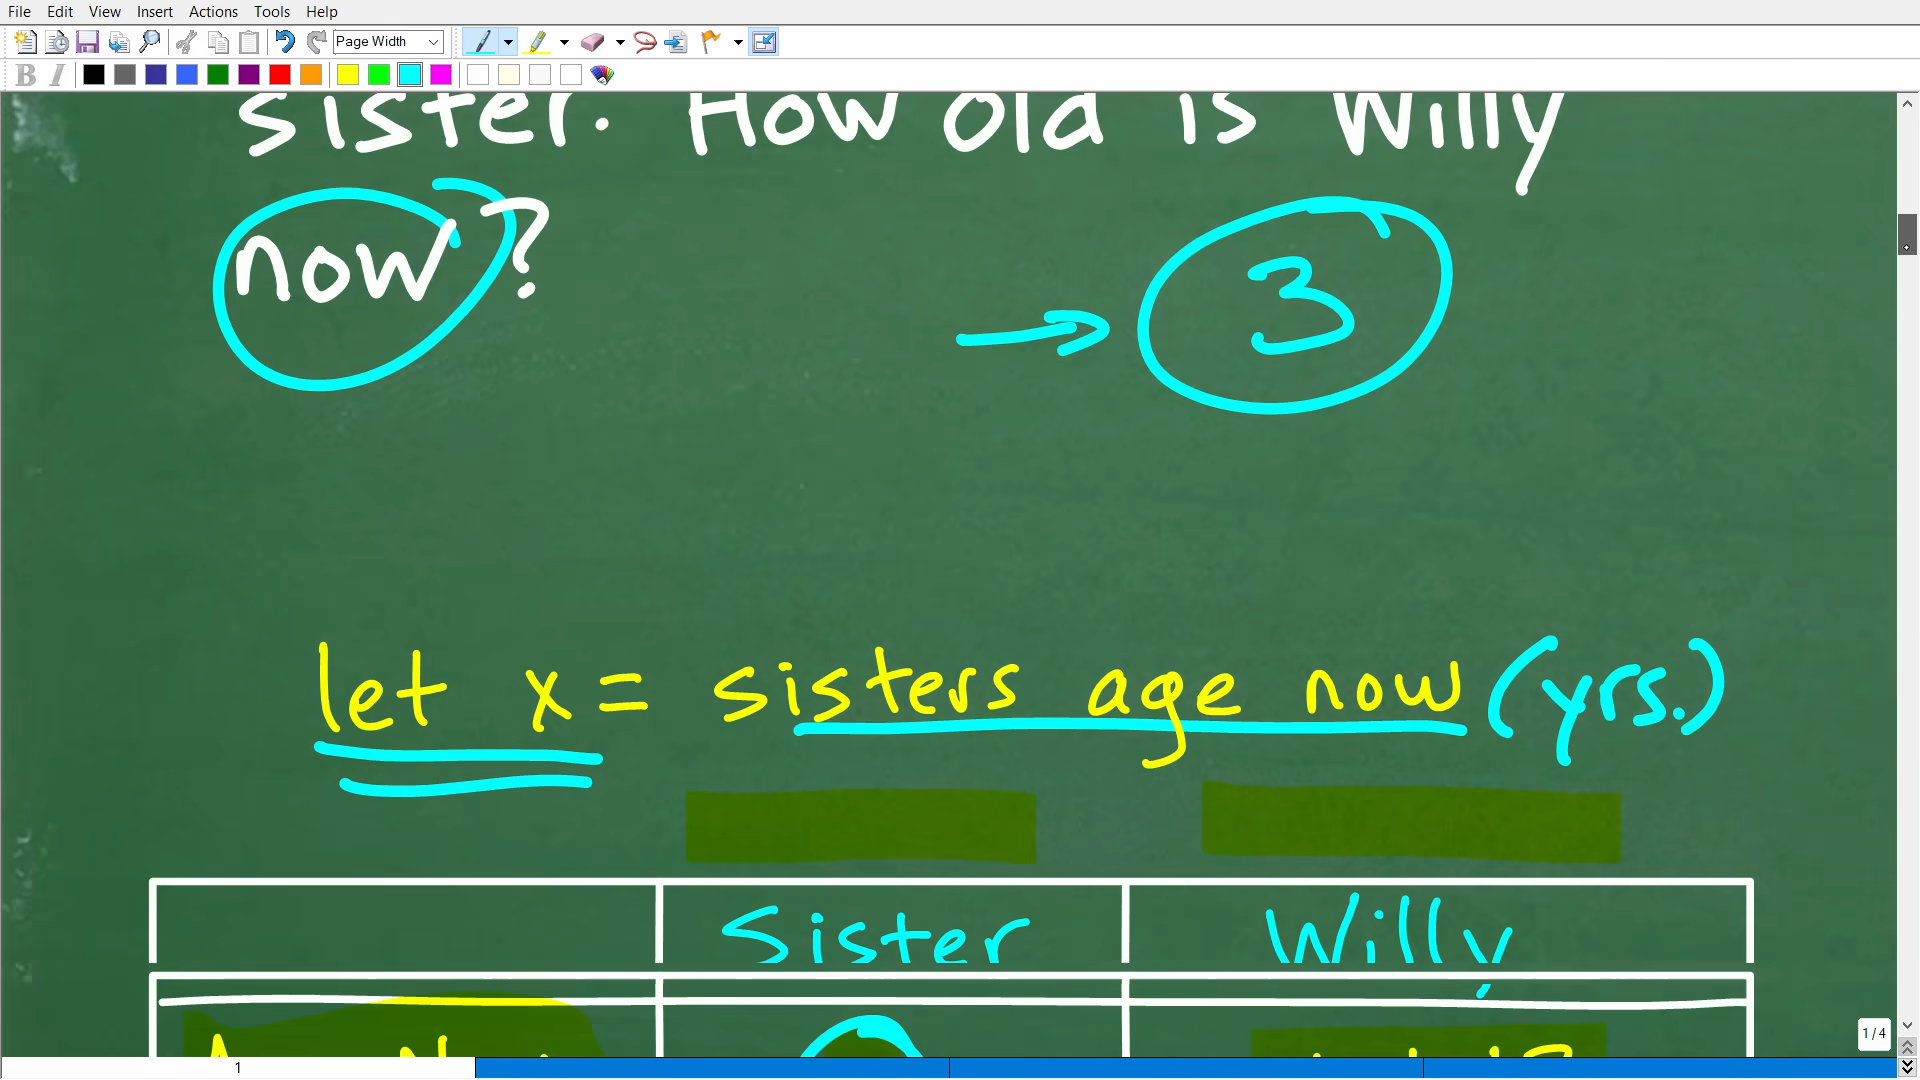 File Edit View Insert Actions Tools Help
Page Width
B I
sister. How old is Willy
now?
3
let x = sisters age now (yrs.)
Sister Willy
1 / 4
1